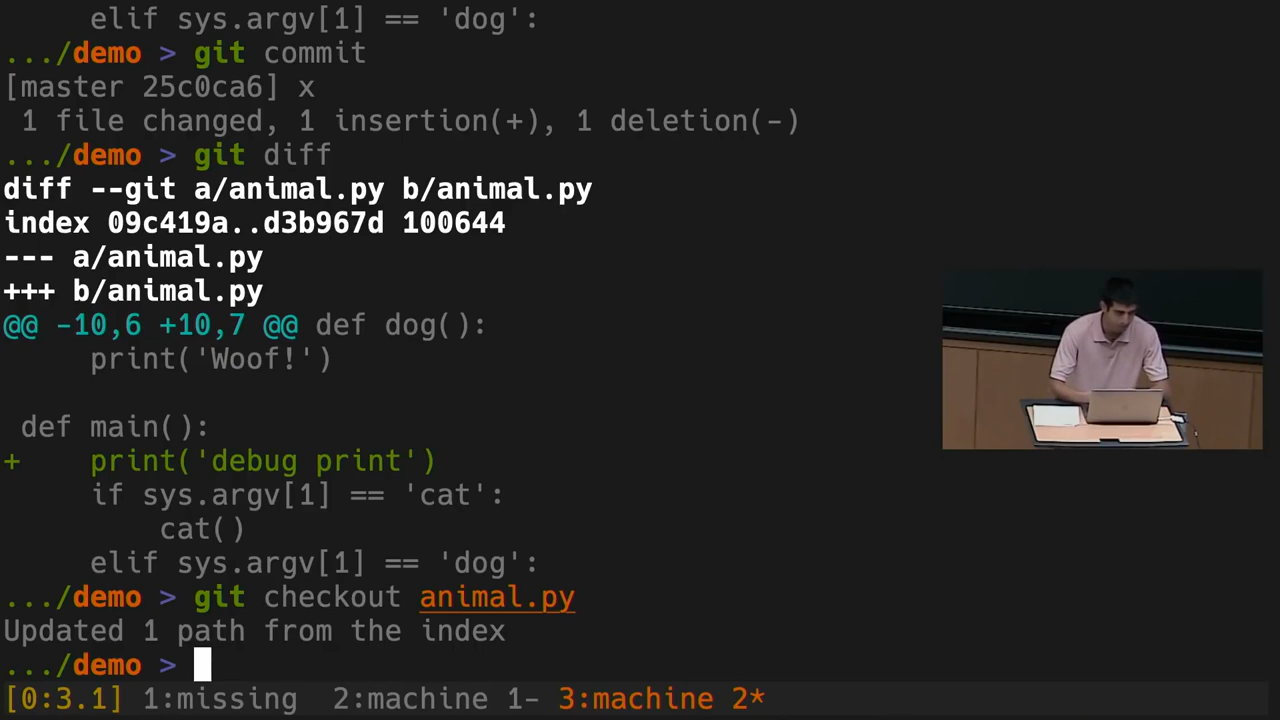 elif sys.argv[1] == 'dog':
.../demo > git commit
[master 25c0ca6] x
1 file changed, 1 insertion(+), 1 deletion(-)
.../demo > git diff
diff --git a/animal.py b/animal.py
index 09c419a..d3b967d 100644
--- a/animal.py
+++ b/animal.py
@@ -10,6 +10,7 @@ def dog():
print('Woof!')
def main():
+ print('debug print')
if sys.argv[1] == 'cat':
cat()
elif sys.argv[1] == 'dog':
.../demo > git checkout animal.py
Updated 1 path from the index
.../demo >
[0:3.1] 1:missing 2:machine 1- 3:machine 2*